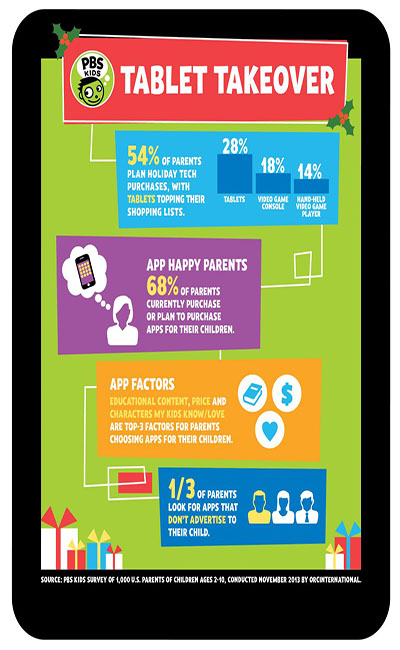 PBS
KIDS
TABLET TAKEOVER
54% OF PARENTS
PLAN HOLIDAY TECH
PURCHASES, WITH
TABLETS TOPPING THEIR
SHOPPING LISTS.
28%
TABLETS
18%
VIDEO GAME
CONSOLE
14%
HAND-HELD
VIDEO GAME
PLAYER
APP HAPPY PARENTS
68% OF PARENTS
CURRENTLY PURCHASE
OR PLAN TO PURCHASE
APPS FOR THEIR CHILDREN.
APP FACTORS
EDUCATIONAL CONTENT, PRICE AND
CHARACTERS MY KIDS KNOW/LOVE
ARE TOP-3 FACTORS FOR PARENTS
CHOOSING APPS FOR THEIR CHILDREN.
$
1/3 OF PARENTS
LOOK FOR APPS THAT
DON'T ADVERTISE TO
THEIR CHILD.
SOURCE: PBS KIDS SURVEY OF 1,000 U.S. PARENTS OF CHILDREN AGES 2-10, CONDUCTED NOVEMBER 2013 BY ORCINTERNATIONAL.